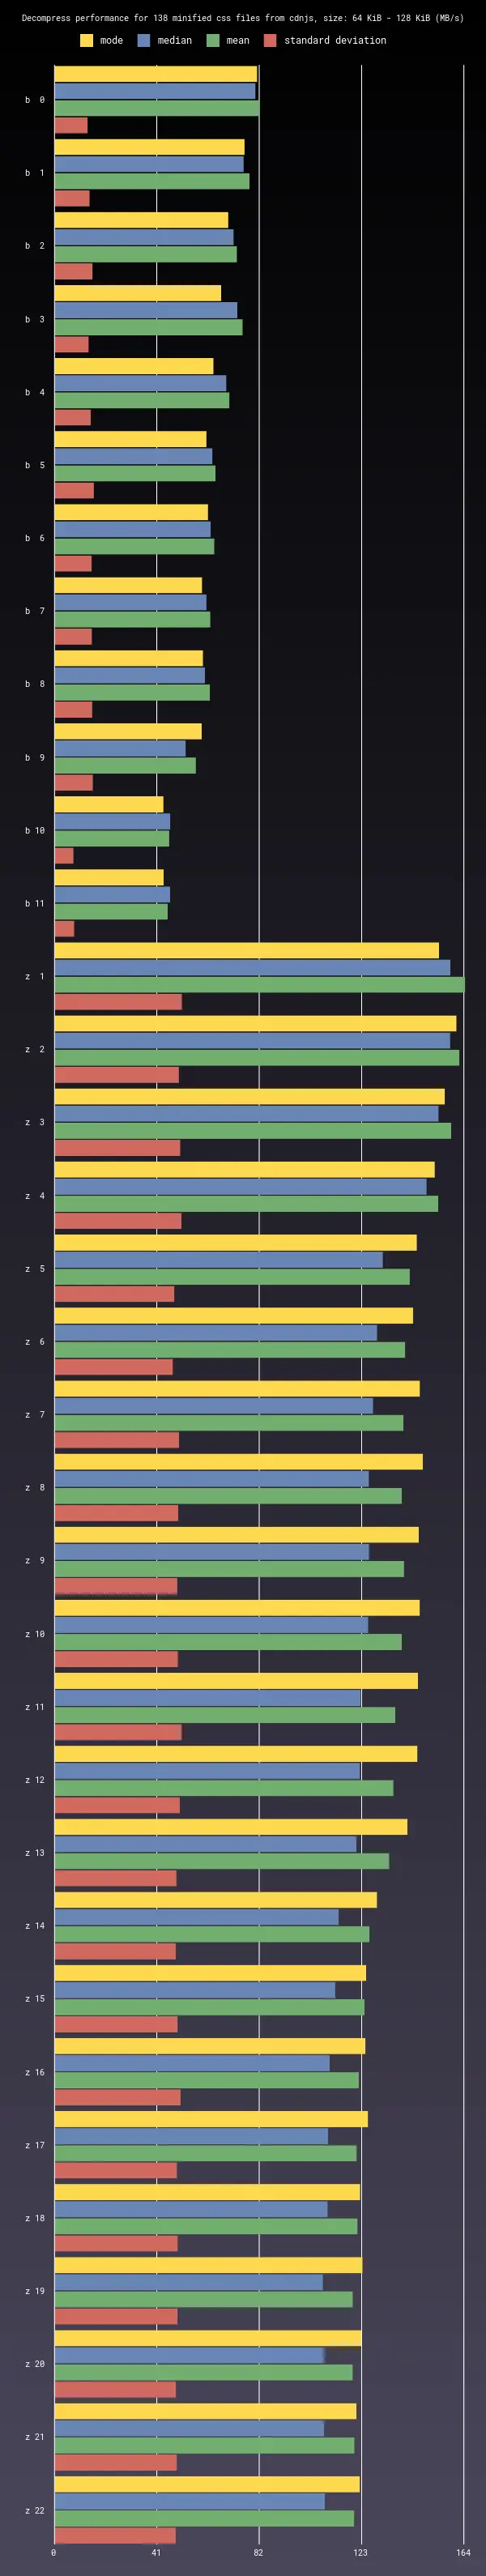 Decompress performance for 138 minified css files from cdnjs, size: 64 KiB - 128 KiB (MB/s)
mode median mean standard deviation
b 0
b 1
b 2
b 3
b 4
b 5
b 6
b 7
b 8
b 9
b 10
b 11
z 1
z 2
z 3
z 4
z 5
z 6
z 7
z 8
z 9
z 10
z 11
z 12
z 13
z 14
z 15
z 16
z 17
z 18
z 19
z 20
z 21
z 22
0 41 82 123 164